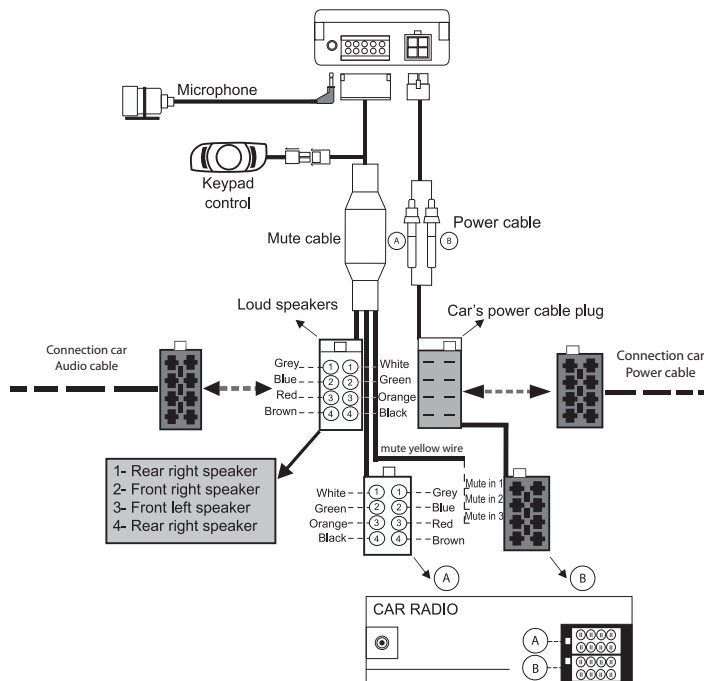 Microphone
Keypad
control
Mute cable
A
B
Power cable
Loud speakers
Car's power cable plug
Connection car
Audio cable
Connection car
Power cable
Grey 1 1 White
Blue 2 2 Green
Red 3 3 Orange
Brown 4 4 Black
mute yellow wire
1- Rear right speaker
2- Front right speaker
3- Front left speaker
4- Rear right speaker
Mute in 1
Mute in 2
Mute in 3
White 1 1 Grey
Green 2 2 Blue
Orange 3 3 Red
Black 4 4 Brown
A
B
CAR RADIO
A
B